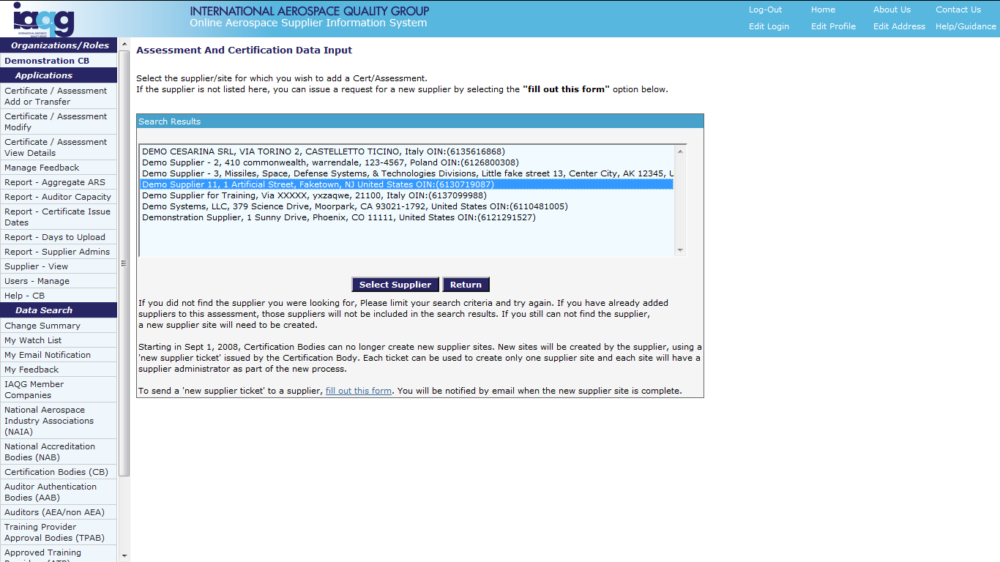 iaqg
INTERNATIONAL AEROSPACE QUALITY GROUP
Online Aerospace Supplier Information System
Log-Out Home About Us Contact Us
Edit Login Edit Profile Edit Address Help/Guidance
Organizations/Roles
Demonstration CB
Applications
Certificate / Assessment
Add or Transfer
Certificate / Assessment
Modify
Certificate / Assessment
View Details
Manage Feedback
Report - Aggregate ARS
Report - Auditor Capacity
Report - Certificate Issue
Dates
Report - Days to Upload
Report - Supplier Admins
Supplier - View
Users - Manage
Help - CB
Data Search
Change Summary
My Watch List
My Email Notification
My Feedback
IAQG Member
Companies
National Aerospace
Industry Associations
(NAIA)
National Accreditation
Bodies (NAB)
Certification Bodies (CB)
Auditor Authentication
Bodies (AAB)
Auditors (AEA/non AEA)
Training Provider
Approval Bodies (TPAB)
Approved Training
Assessment And Certification Data Input
Select the supplier/site for which you wish to add a Cert/Assessment.
If the supplier is not listed here, you can issue a request for a new supplier by selecting the "fill out this form" option below.
Search Results
DEMO CESARINA SRL, VIA TORINO 2, CASTELLETTO TICINO, Italy OIN:(6135616868)
Demo Supplier - 2, 410 commonwealth, warrendale, 123-4567, Poland OIN:(6126800308)
Demo Supplier - 3, Missiles, Space, Defense Systems, & Technologies Divisions, Little fake street 13, Center City, AK 12345, U
Demo Supplier 11, 1 Artificial Street, Faketown, NJ United States OIN:(6130719087)
Demo Supplier for Training, Via XXXXX, yxzaqwe, 21100, Italy OIN:(6137099988)
Demo Systems, LLC, 379 Science Drive, Moorpark, CA 93021-1792, United States OIN:(6110481005)
Demonstration Supplier, 1 Sunny Drive, Phoenix, CO 11111, United States OIN:(6121291527)
Select Supplier Return
If you did not find the supplier you were looking for, Please limit your search criteria and try again. If you have already added
suppliers to this assessment, those suppliers will not be included in the search results. If you still can not find the supplier,
a new supplier site will need to be created.
Starting in Sept 1, 2008, Certification Bodies can no longer create new supplier sites. New sites will be created by the supplier, using a
'new supplier ticket' issued by the Certification Body. Each ticket can be used to create only one supplier site and each site will have a
supplier administrator as part of the new process.
To send a 'new supplier ticket' to a supplier, fill out this form. You will be notified by email when the new supplier site is complete.